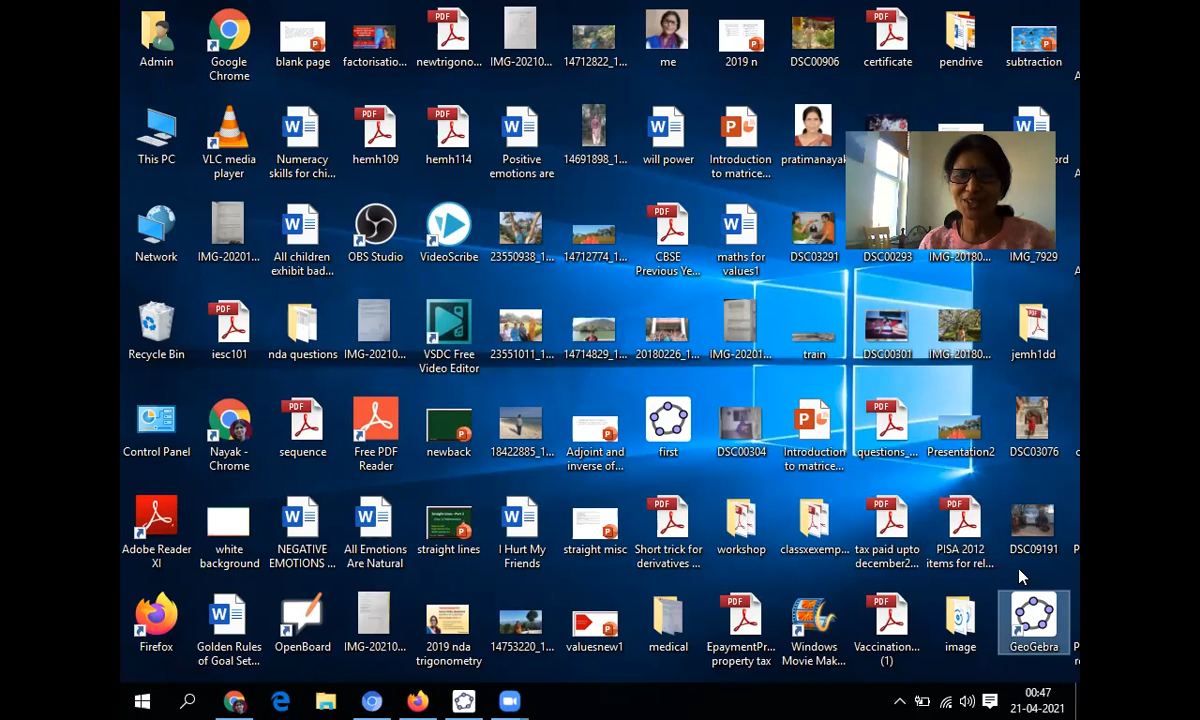 Admin
Google
Chrome
blank page
factorisatio...
newtrigono...
IMG-20210...
14712822_1...
me
2019 n
DSC00906
certificate
pendrive
subtraction
This PC
VLC media
player
Numeracy
skills for chi...
hemh109
hemh114
Positive
emotions are
14691898_1...
will power
Introduction
to matrice...
pratimanayak
ord
Network
IMG-20201...
All children
exhibit bad...
OBS Studio
VideoScribe
23550938_1...
14712774_1...
CBSE
Previous Ye...
maths for
values1
DSC03291
DSC00293
IMG-20180...
IMG_7929
Recycle Bin
iesc101
nda questions
IMG-20210...
VSDC Free
Video Editor
23551011_1...
14714829_1...
20180226_1...
IMG-20201...
train
DSC00301
IMG-20180...
jemh1dd
Control Panel
Nayak -
Chrome
sequence
Free PDF
Reader
newback
18422885_1...
Adjoint and
inverse of...
first
DSC00304
Introduction
to matrice...
questions_...
Presentation2
DSC03076
Adobe Reader
XI
white
background
NEGATIVE
EMOTIONS ...
All Emotions
Are Natural
straight lines
I Hurt My
Friends
straight misc
Short trick for
derivatives ...
workshop
classxexemp...
tax paid upto
december2...
PISA 2012
items for rel...
DSC09191
Firefox
Golden Rules
of Goal Set...
OpenBoard
IMG-20210...
2019 nda
trigonometry
14753220_1...
valuesnew1
medical
EpaymentPr...
property tax
Windows
Movie Mak...
Vaccination...
(1)
image
GeoGebra
00:47
21-04-2021